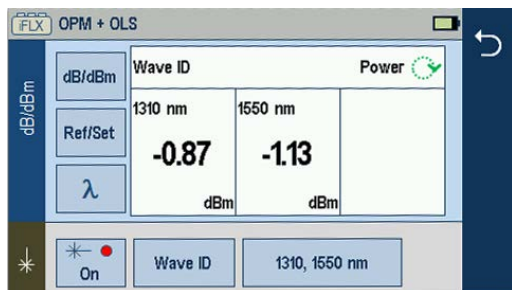 iFLX OPM + OLS
dB/dBm
dB/dBm
Ref/Set
λ
Wave ID Power
1310 nm 1550 nm
-0.87 -1.13
dBm dBm
On
Wave ID
1310, 1550 nm